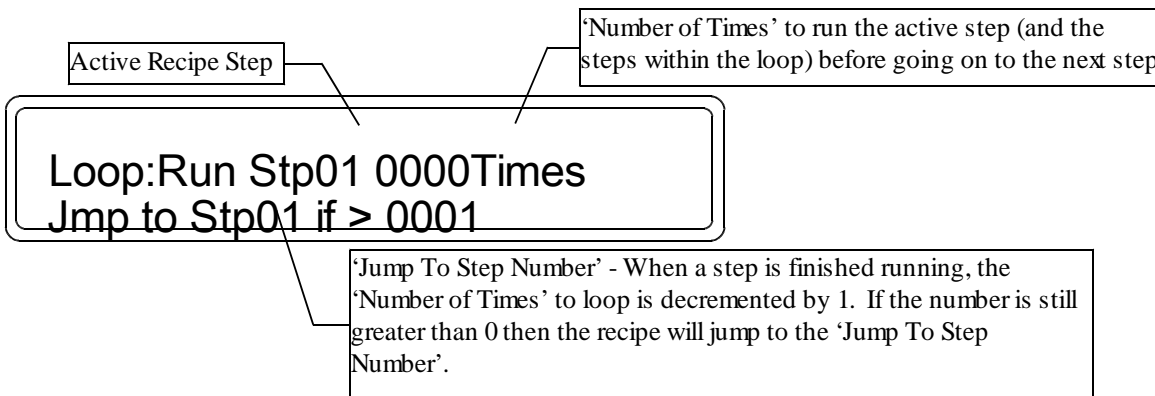 ‘Number of Times’ to run the active step (and the
steps within the loop) before going on to the next step
Active Recipe Step
Loop:Run Stp01 0000Times
Jmp to Stp01 if > 0001
‘Jump To Step Number’ - When a step is finished running, the
‘Number of Times’ to loop is decremented by 1.  If the number is still
greater than 0 then the recipe will jump to the ‘Jump To Step
Number’.